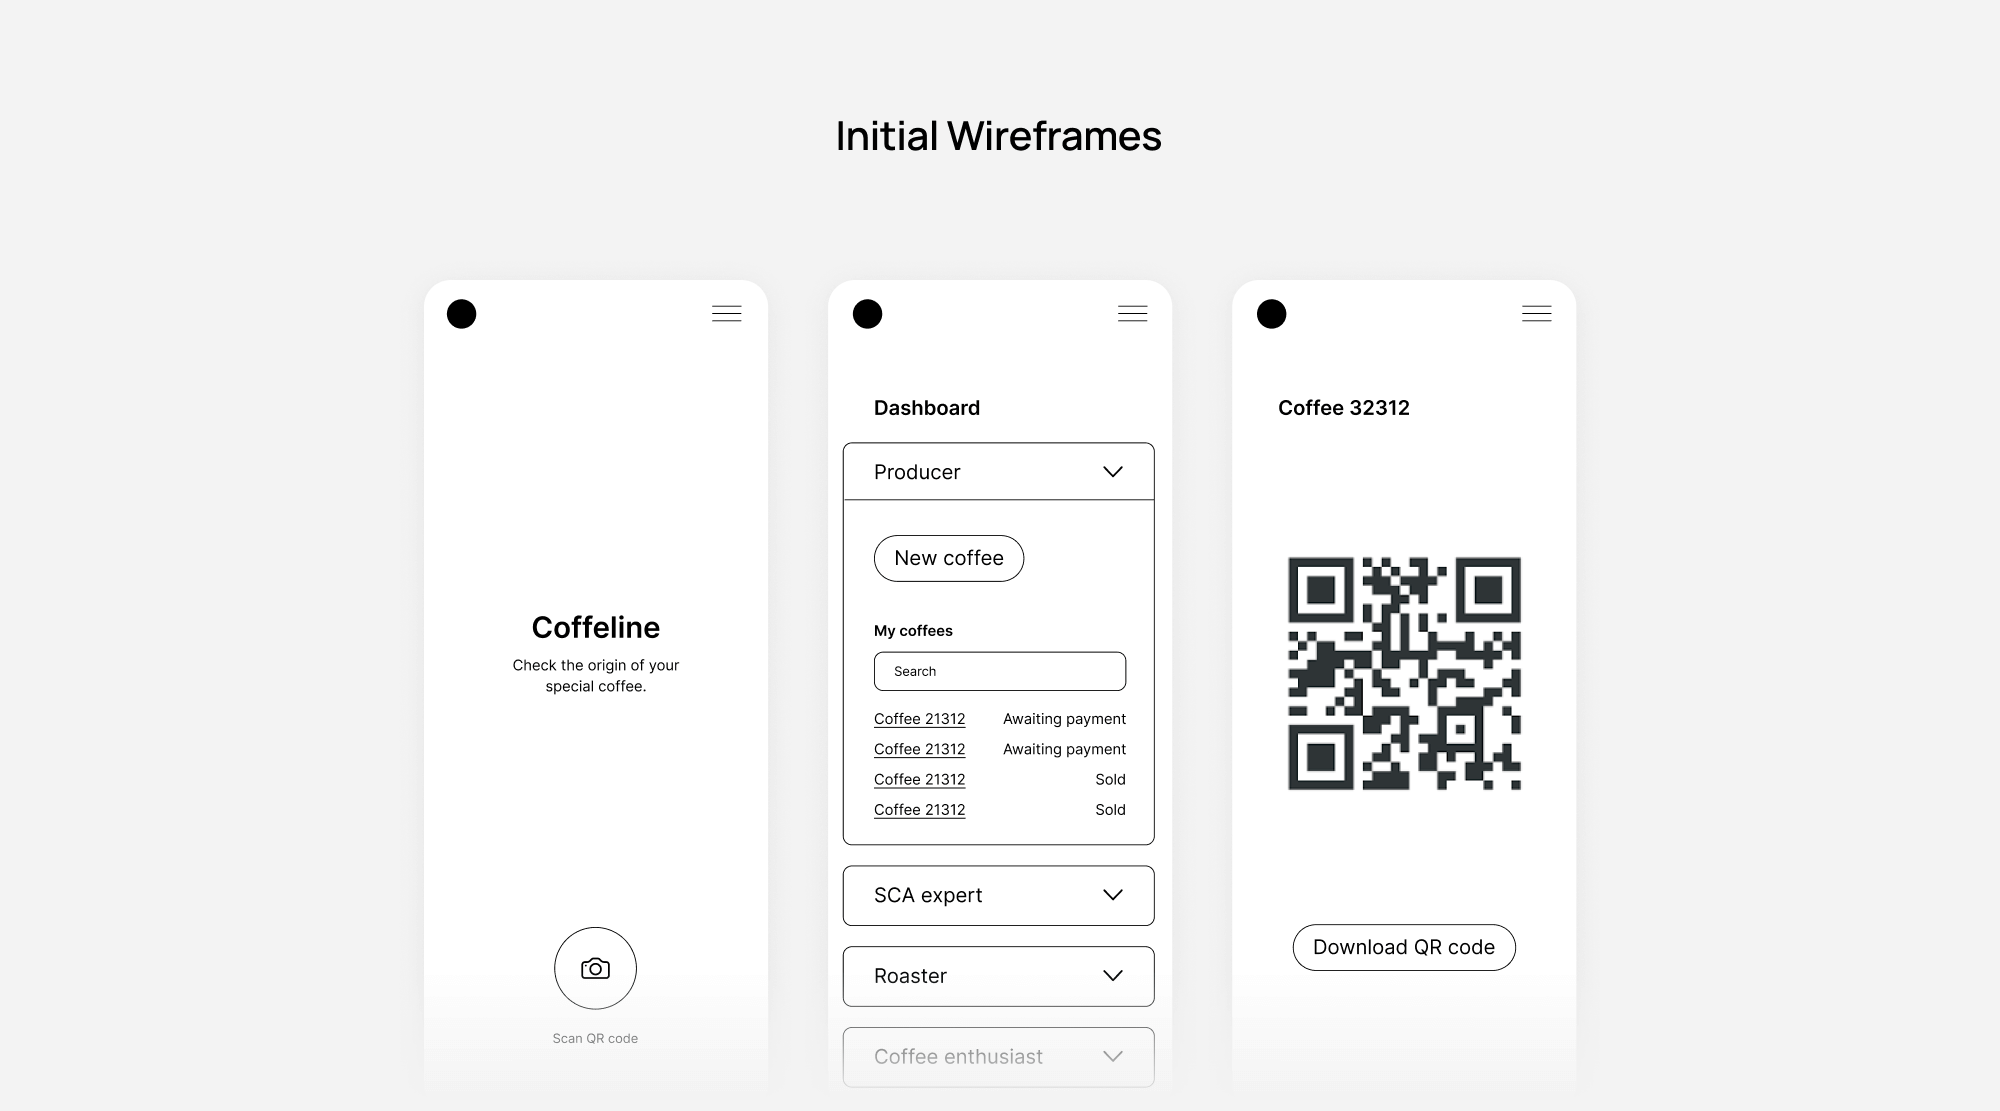 Initial Wireframes
Coffeline
Check the origin of your
special coffee.
Scan QR code
Dashboard
Producer
New coffee
My coffees
Search
Coffee 21312 Awaiting payment
Coffee 21312 Awaiting payment
Coffee 21312 Sold
Coffee 21312 Sold
SCA expert
Roaster
Coffee enthusiast
Coffee 32312
Download QR code